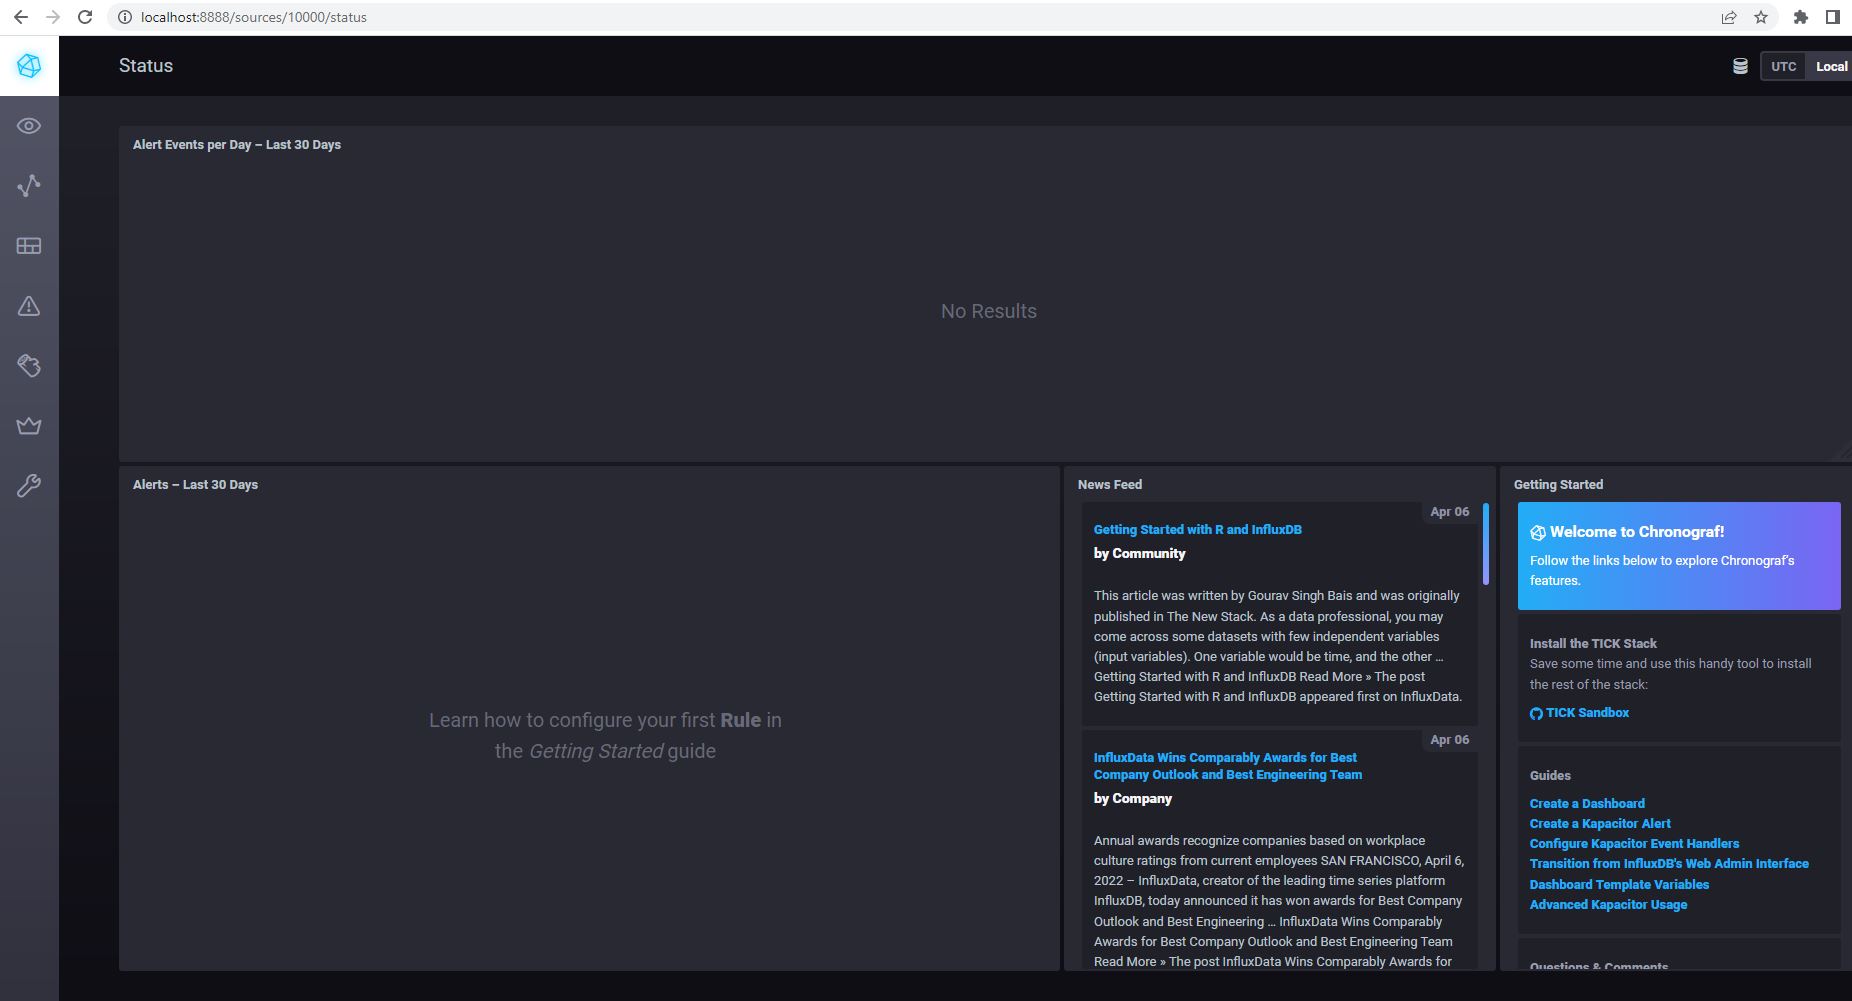 localhost:8888/sources/10000/status
Status
UTC
Local
Alert Events per Day – Last 30 Days
No Results
Alerts – Last 30 Days
Learn how to configure your first Rule in
the Getting Started guide
News Feed
Apr 06
Getting Started with R and InfluxDB
by Community
This article was written by Gourav Singh Bais and was originally
published in The New Stack. As a data professional, you may
come across some datasets with few independent variables
(input variables). One variable would be time, and the other ...
Getting Started with R and InfluxDB Read More » The post
Getting Started with R and InfluxDB appeared first on InfluxData.
Apr 06
InfluxData Wins Comparably Awards for Best
Company Outlook and Best Engineering Team
by Company
Annual awards recognize companies based on workplace
culture ratings from current employees SAN FRANCISCO, April 6,
2022 – InfluxData, creator of the leading time series platform
InfluxDB, today announced it has won awards for Best Company
Outlook and Best Engineering ... InfluxData Wins Comparably
Awards for Best Company Outlook and Best Engineering Team
Read More » The post InfluxData Wins Comparably Awards for
Getting Started
Welcome to Chronograf!
Follow the links below to explore Chronograf's
features.
Install the TICK Stack
Save some time and use this handy tool to install
the rest of the stack:
TICK Sandbox
Guides
Create a Dashboard
Create a Kapacitor Alert
Configure Kapacitor Event Handlers
Transition from InfluxDB's Web Admin Interface
Dashboard Template Variables
Advanced Kapacitor Usage
Questions & Comments